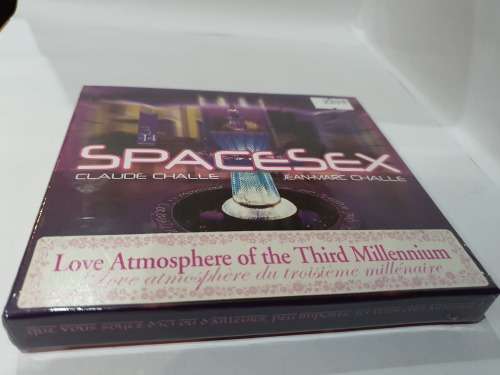 SPACESEX
CLAUDE CHALLE JEAN-MARC CHALLE
Love Atmosphere of the Third Millennium
Love atmosphère du troisième millénaire